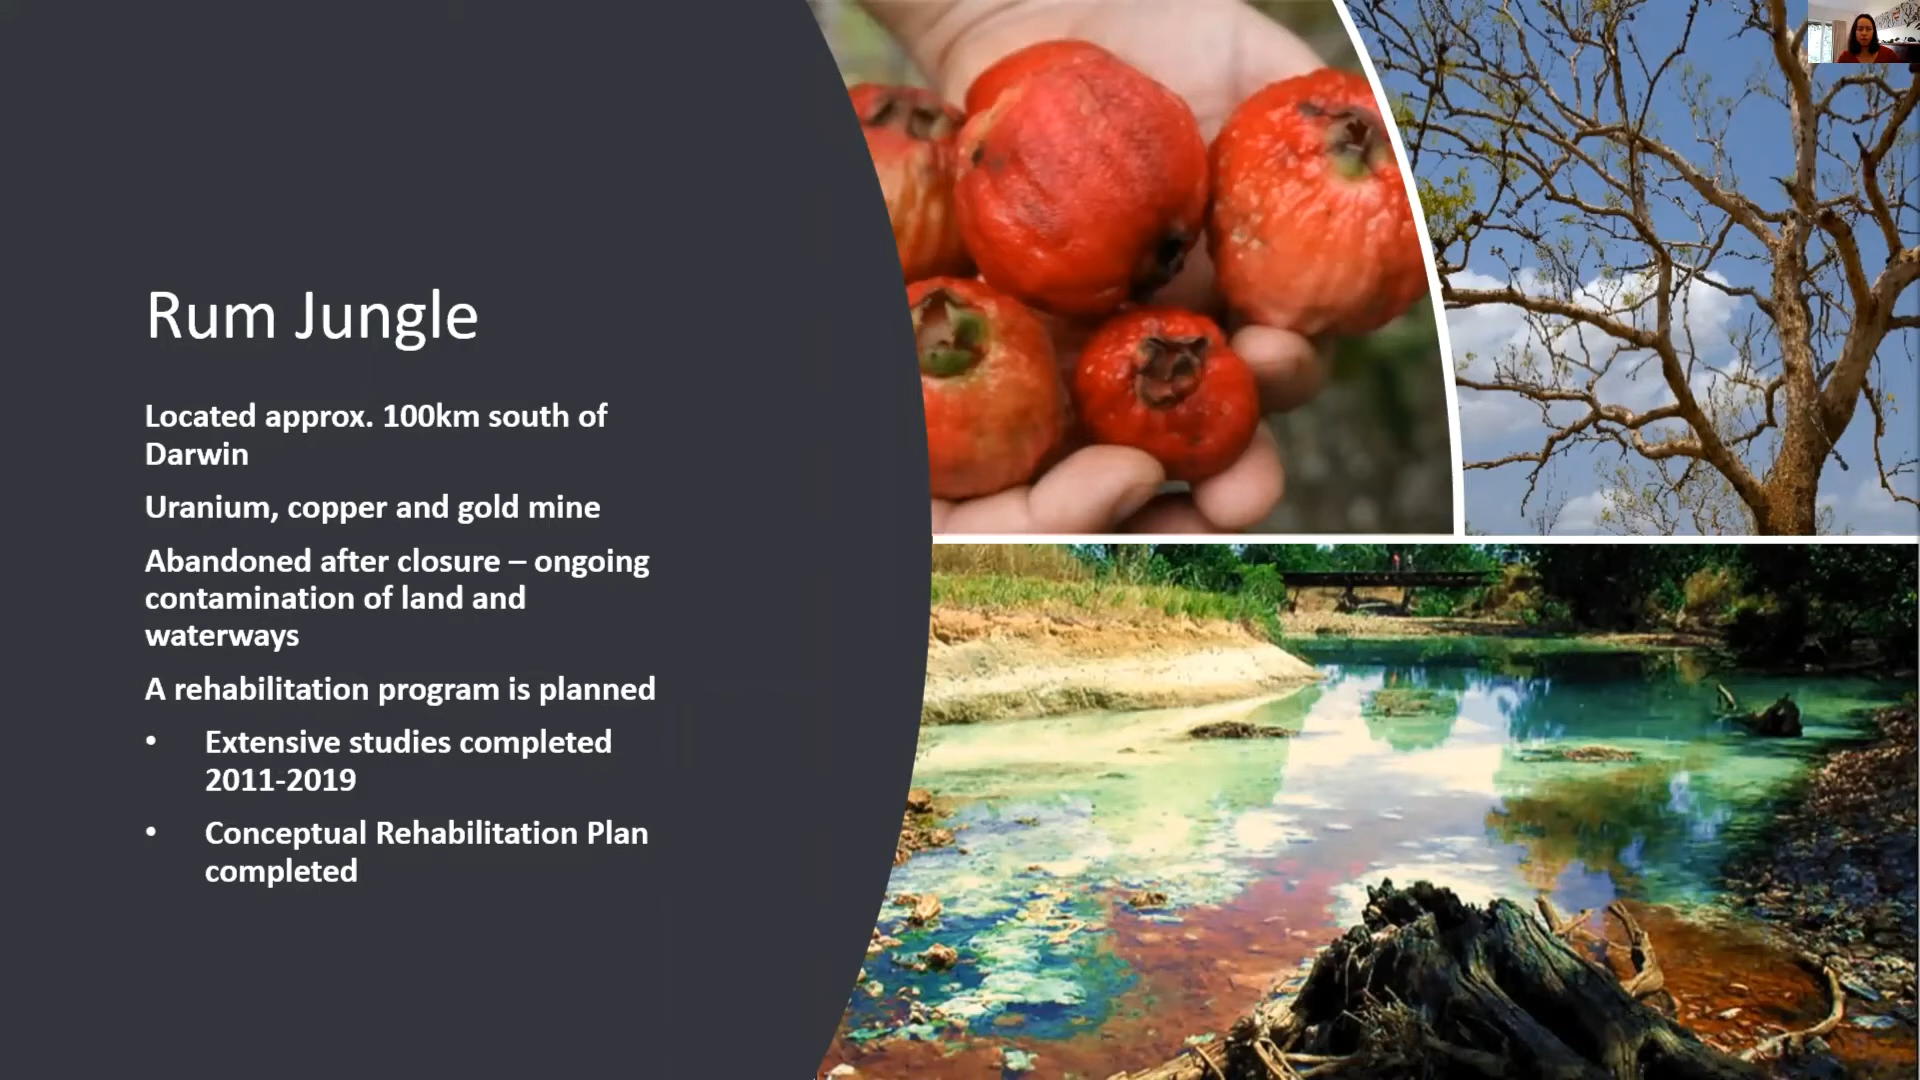 Rum Jungle
Located approx. 100km south of
Darwin
Uranium, copper and gold mine
Abandoned after closure – ongoing
contamination of land and
waterways
A rehabilitation program is planned
• Extensive studies completed
2011-2019
• Conceptual Rehabilitation Plan
completed